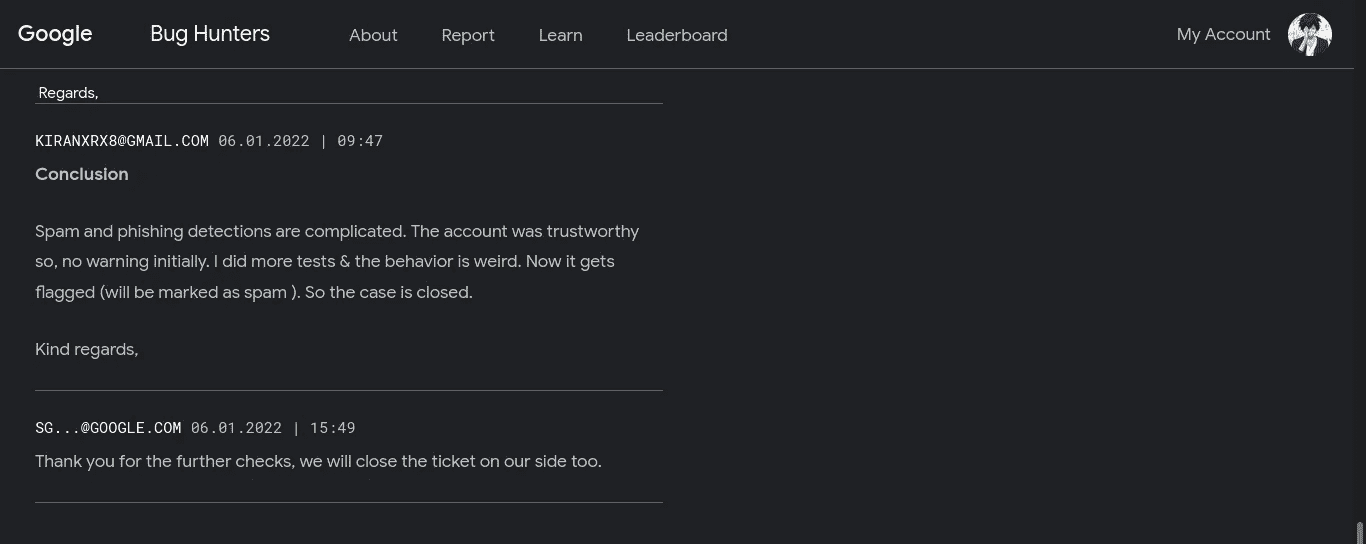 Google Bug Hunters About Report Learn Leaderboard My Account
Regards,
KIRANXRX8@GMAIL.COM 06.01.2022 | 09:47
Conclusion
Spam and phishing detections are complicated. The account was trustworthy
so, no warning initially. I did more tests & the behavior is weird. Now it gets
flagged (will be marked as spam ). So the case is closed.
Kind regards,
SG...@GOOGLE.COM 06.01.2022 | 15:49
Thank you for the further checks, we will close the ticket on our side too.